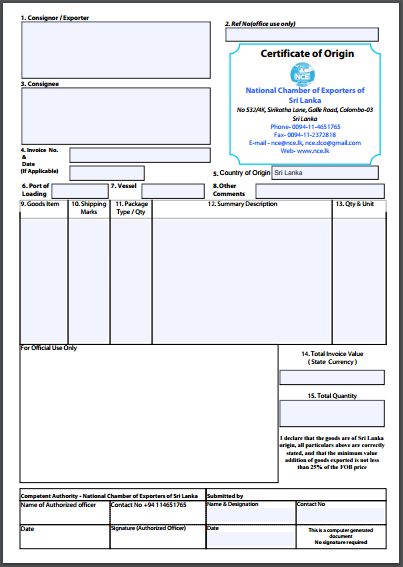 1. Consignor / Exporter
2. Ref No(office use only)
Certificate of Origin
NCE
National Chamber of Exporters of
Sri Lanka
No 532/4K, Sirikotha Lane, Galle Road, Colombo-03
Sri Lanka
Phone- 0094-11-4651765
Fax- 0094-11-2372818
E-mail - nce@nce.lk, nce.dco@gmail.com
Web- www.nce.lk
3. Consignee
4. Invoice No.
&
Date
(If Applicable)
5. Country of Origin Sri Lanka
6. Port of
Loading
7. Vessel
8. Other
Comments
9. Goods Item
10. Shipping
Marks
11. Package
Type / Qty
12. Summary Description
13. Qty & Unit
For Official Use Only
14. Total Invoice Value
( State Currency )
15. Total Quantity
I declare that the goods are of Sri Lanka
origin, all particulars above are correctly
stated, and that the minimum value
addition of goods exported is not less
than 25% of the FOB price
Competent Authority - National Chamber of Exporters of Sri Lanka
Submitted by
Name of Authorized officer
Contact No +94 114651765
Name & Designation
Contact No
Date
Signature (Authorized Officer)
Date
This is a computer generated
document
No signature required